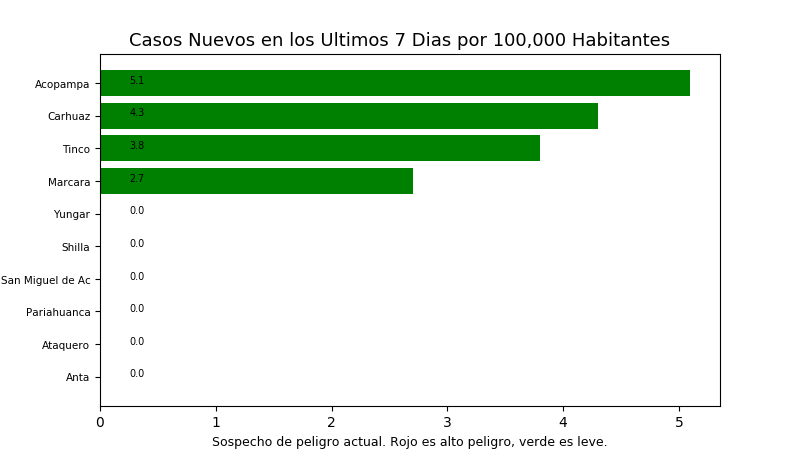 Casos Nuevos en los Ultimos 7 Dias por 100,000 Habitantes
Acopampa 5.1
Carhuaz 4.3
Tinco 3.8
Marcara 2.7
Yungar 0.0
Shilla 0.0
San Miguel de Ac 0.0
Pariahuanca 0.0
Ataquero 0.0
Anta 0.0
0 1 2 3 4 5
Sospecho de peligro actual. Rojo es alto peligro, verde es leve.